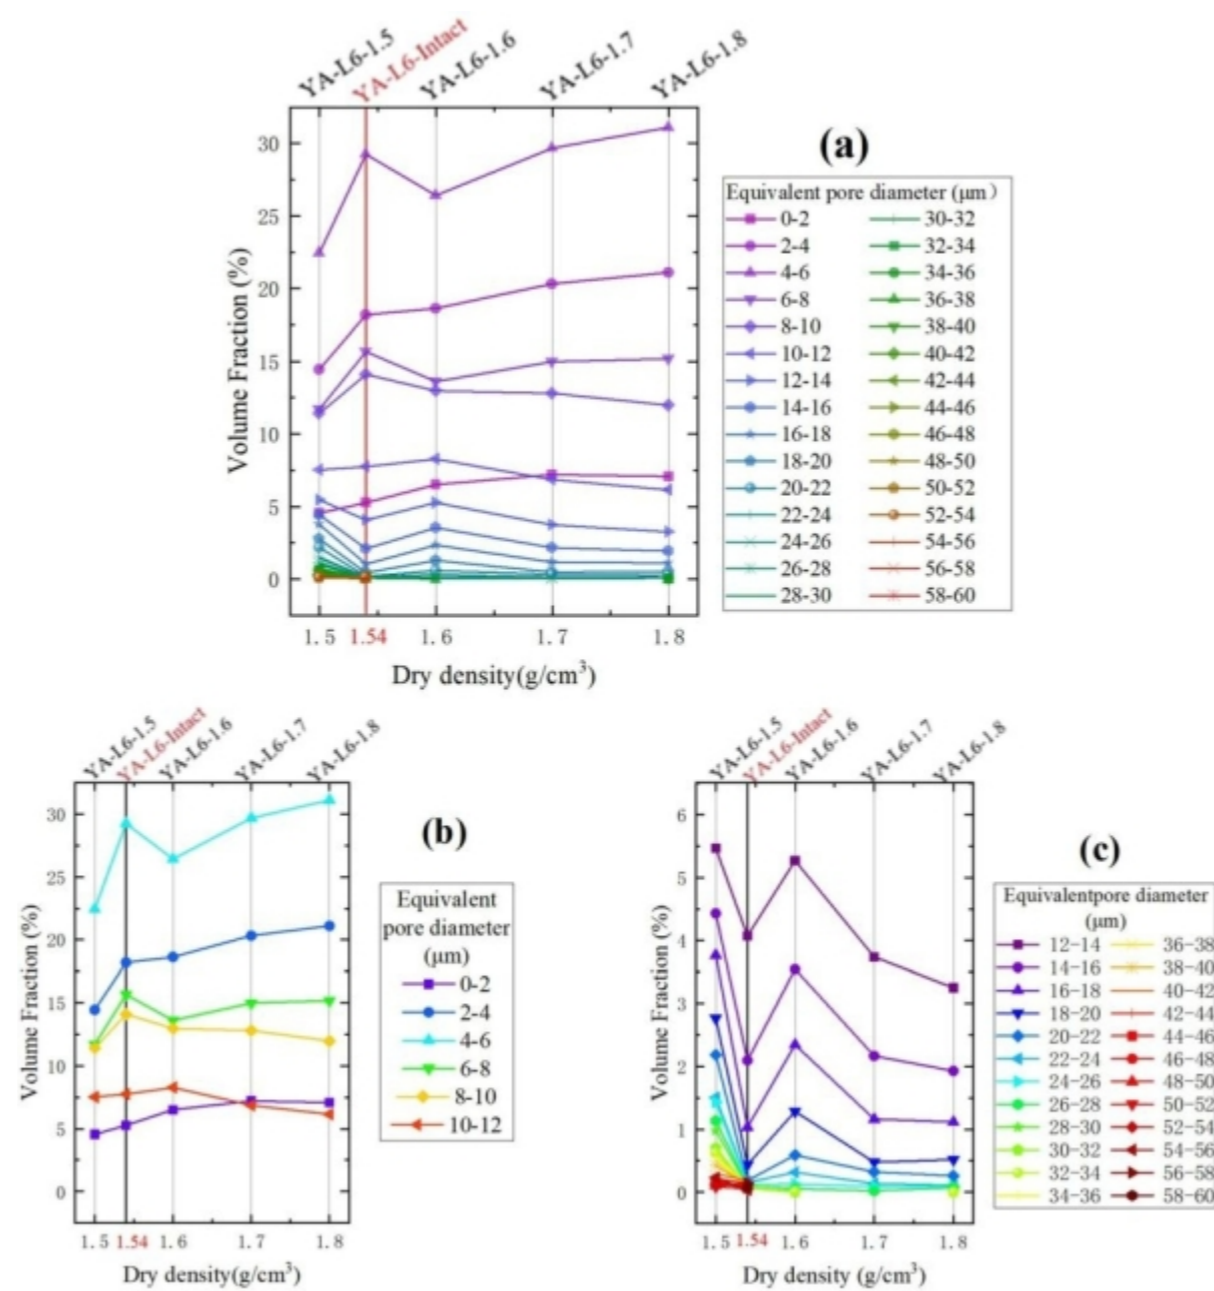 YA-L6-1.5
YA-L6-Intact
YA-L6-1.6
YA-L6-1.7
YA-L6-1.8
(a)
30
25
20
15
10
5
0
Volume Fraction (%)
1.5 1.54 1.6 1.7 1.8
Dry density(g/cm³)
Equivalent pore diameter (μm)
0-2 30-32
2-4 32-34
4-6 34-36
6-8 36-38
8-10 38-40
10-12 40-42
12-14 42-44
14-16 44-46
16-18 46-48
18-20 48-50
20-22 50-52
22-24 52-54
24-26 54-56
26-28 56-58
28-30 58-60
YA-L6-1.5
YA-L6-Intact
YA-L6-1.6
YA-L6-1.7
YA-L6-1.8
(b)
30
25
20
15
10
5
0
Volume Fraction (%)
1.5 1.54 1.6 1.7 1.8
Dry density(g/cm³)
Equivalent
pore diameter
(μm)
0-2
2-4
4-6
6-8
8-10
10-12
YA-L6-1.5
YA-L6-Intact
YA-L6-1.6
YA-L6-1.7
YA-L6-1.8
(c)
6
5
4
3
2
1
0
Volume Fraction (%)
1.5 1.54 1.6 1.7 1.8
Dry density(g/cm³)
Equivalentpore diameter
(μm)
12-14 36-38
14-16 38-40
16-18 40-42
18-20 42-44
20-22 44-46
22-24 46-48
24-26 48-50
26-28 50-52
28-30 52-54
30-32 54-56
32-34 56-58
34-36 58-60